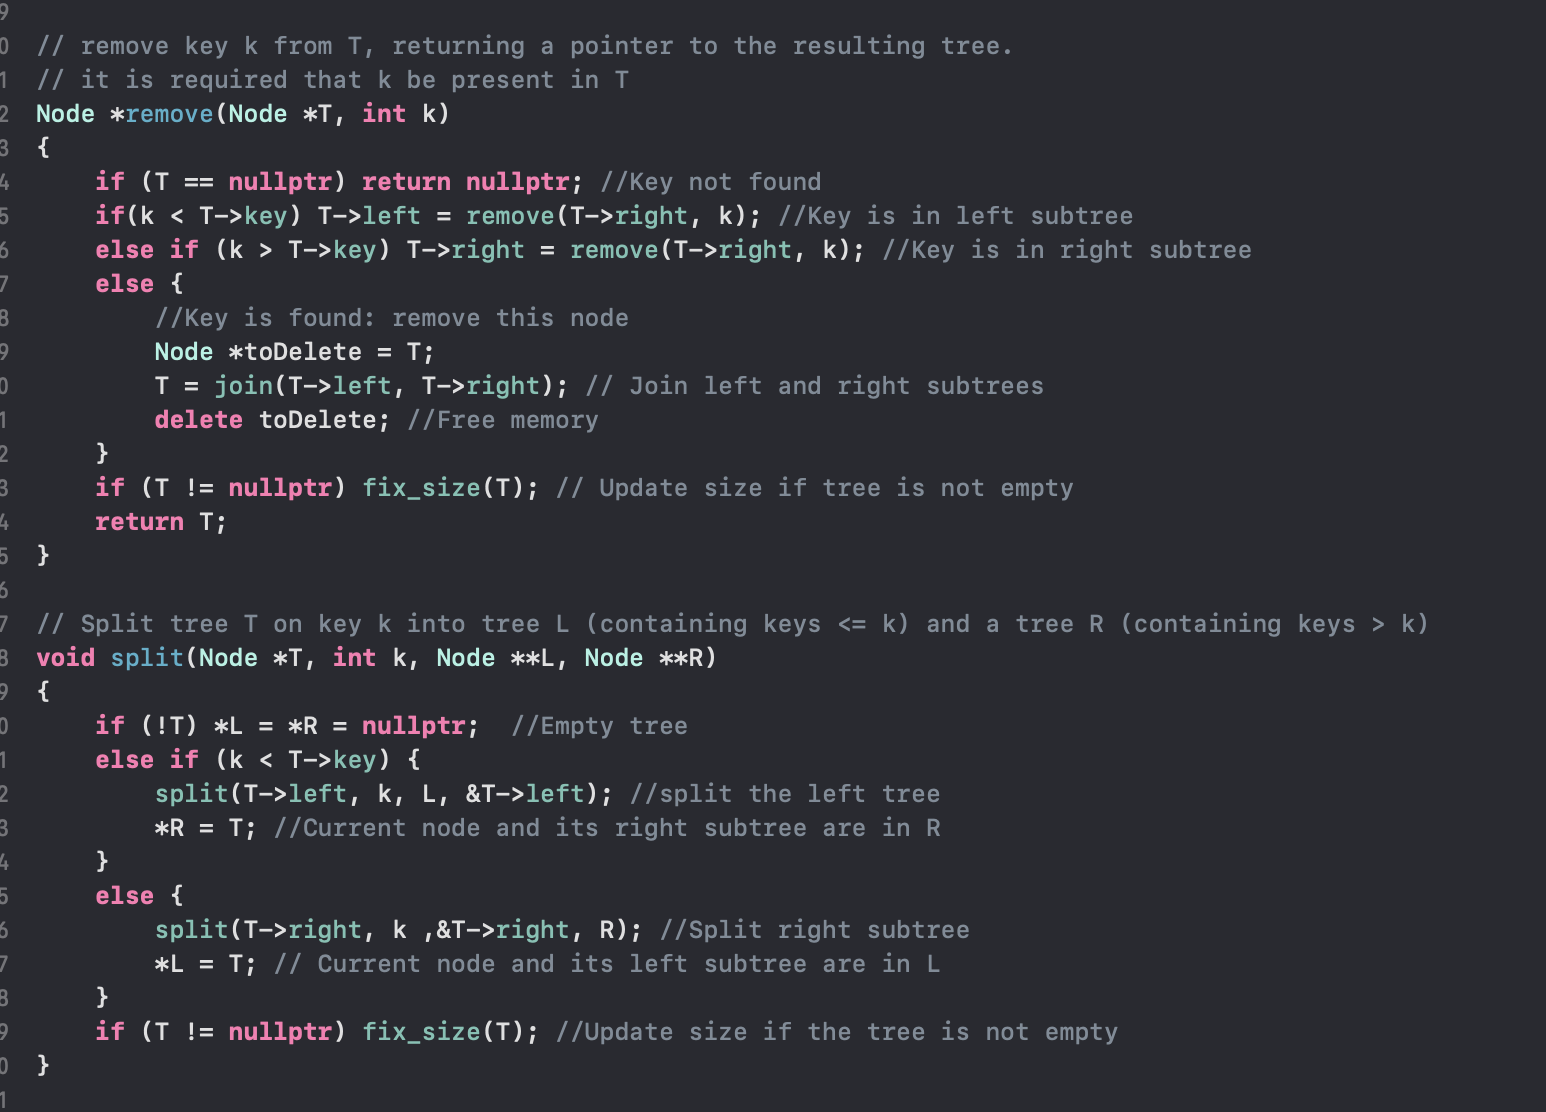 9
0 // remove key k from T, returning a pointer to the resulting tree.
1 // it is required that k be present in T
2 Node *remove(Node *T, int k)
3 {
4     if (T == nullptr) return nullptr; //Key not found
5     if(k < T->key) T->left = remove(T->right, k); //Key is in left subtree
6     else if (k > T->key) T->right = remove(T->right, k); //Key is in right subtree
7     else {
8         //Key is found: remove this node
9         Node *toDelete = T;
0         T = join(T->left, T->right); // Join left and right subtrees
1         delete toDelete; //Free memory
2     }
3     if (T != nullptr) fix_size(T); // Update size if tree is not empty
4     return T;
5 }
6
7 // Split tree T on key k into tree L (containing keys <= k) and a tree R (containing keys > k)
8 void split(Node *T, int k, Node **L, Node **R)
9 {
0     if (!T) *L = *R = nullptr;  //Empty tree
1     else if (k < T->key) {
2         split(T->left, k, L, &T->left); //split the left tree
3         *R = T; //Current node and its right subtree are in R
4     }
5     else {
6         split(T->right, k ,&T->right, R); //Split right subtree
7         *L = T; // Current node and its left subtree are in L
8     }
9     if (T != nullptr) fix_size(T); //Update size if the tree is not empty
0 }
1